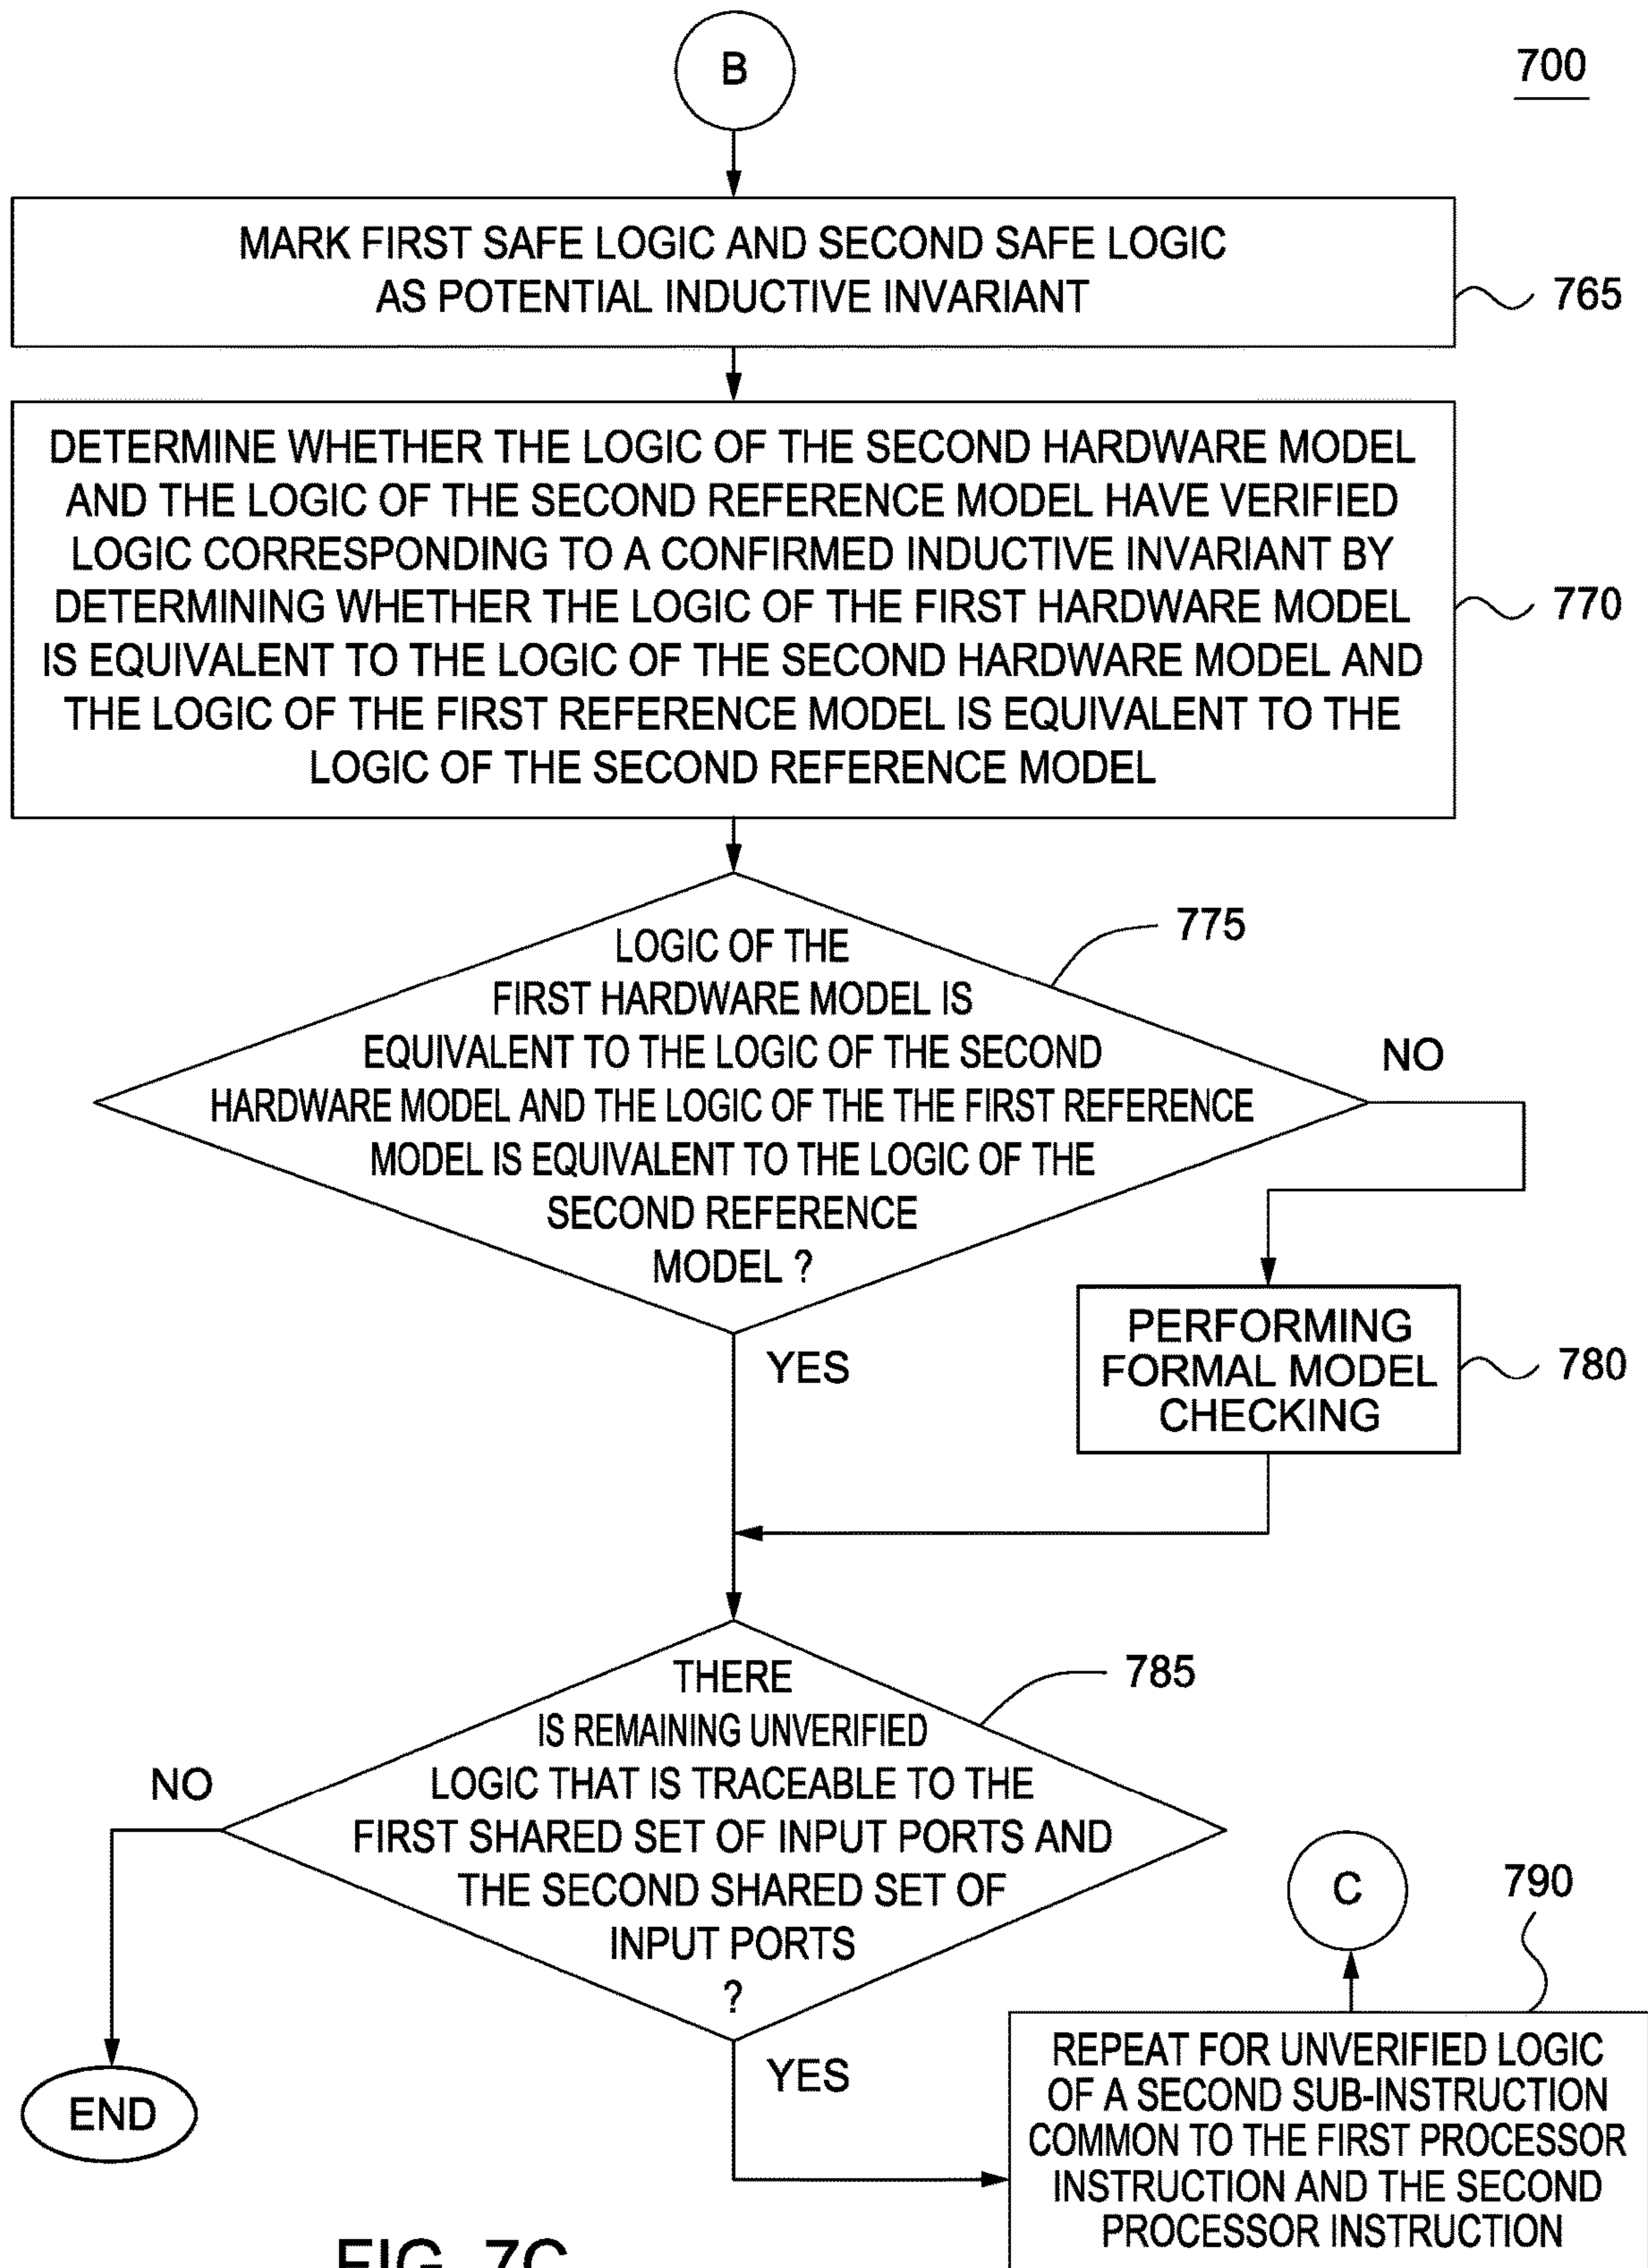 B
700
MARK FIRST SAFE LOGIC AND SECOND SAFE LOGIC
AS POTENTIAL INDUCTIVE INVARIANT
765
DETERMINE WHETHER THE LOGIC OF THE SECOND HARDWARE MODEL
AND THE LOGIC OF THE SECOND REFERENCE MODEL HAVE VERIFIED
LOGIC CORRESPONDING TO A CONFIRMED INDUCTIVE INVARIANT BY
DETERMINING WHETHER THE LOGIC OF THE FIRST HARDWARE MODEL
IS EQUIVALENT TO THE LOGIC OF THE SECOND HARDWARE MODEL AND
THE LOGIC OF THE FIRST REFERENCE MODEL IS EQUIVALENT TO THE
LOGIC OF THE SECOND REFERENCE MODEL
770
LOGIC OF THE
FIRST HARDWARE MODEL IS
EQUIVALENT TO THE LOGIC OF THE SECOND
HARDWARE MODEL AND THE LOGIC OF THE THE FIRST REFERENCE
MODEL IS EQUIVALENT TO THE LOGIC OF THE
SECOND REFERENCE
MODEL ?
775
NO
YES
PERFORMING
FORMAL MODEL
CHECKING
780
THERE
IS REMAINING UNVERIFIED
LOGIC THAT IS TRACEABLE TO THE
FIRST SHARED SET OF INPUT PORTS AND
THE SECOND SHARED SET OF
INPUT PORTS
?
785
NO
YES
END
C
790
REPEAT FOR UNVERIFIED LOGIC
OF A SECOND SUB-INSTRUCTION
COMMON TO THE FIRST PROCESSOR
INSTRUCTION AND THE SECOND
PROCESSOR INSTRUCTION
FIG. 7C